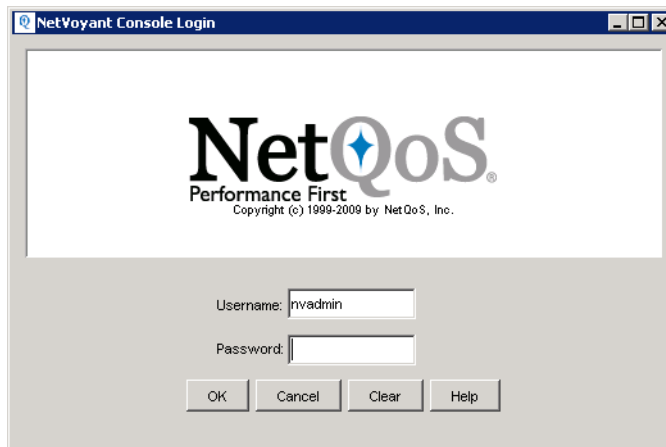 NetVoyant Console Login
NetQoS®
Performance First
Copyright (c) 1999-2009 by NetQoS, Inc.
Username: nvadmin
Password:
OK Cancel Clear Help